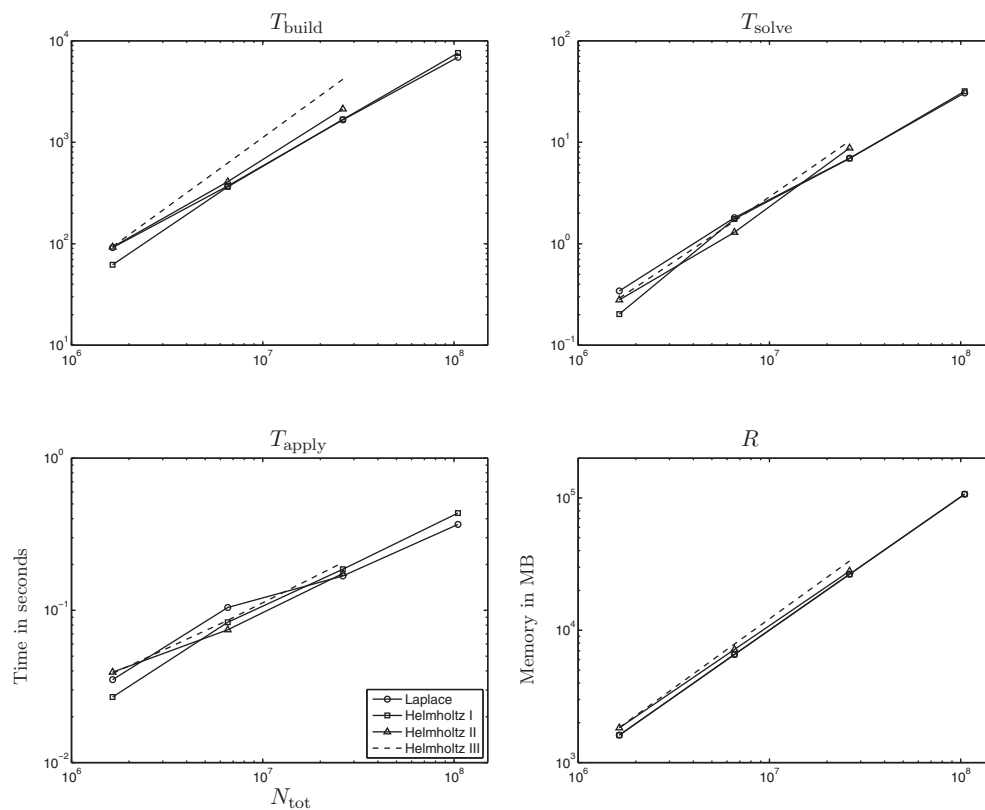 T_build
10^4
10^3
10^2
10^1
10^6
10^7
10^8
T_solve
10^2
10^1
10^0
10^-1
10^6
10^7
10^8
T_apply
10^0
10^-1
10^-2
Time in seconds
10^6
10^7
10^8
N_tot
Laplace
Helmholtz I
Helmholtz II
Helmholtz III
R
10^5
10^4
10^3
Memory in MB
10^6
10^7
10^8